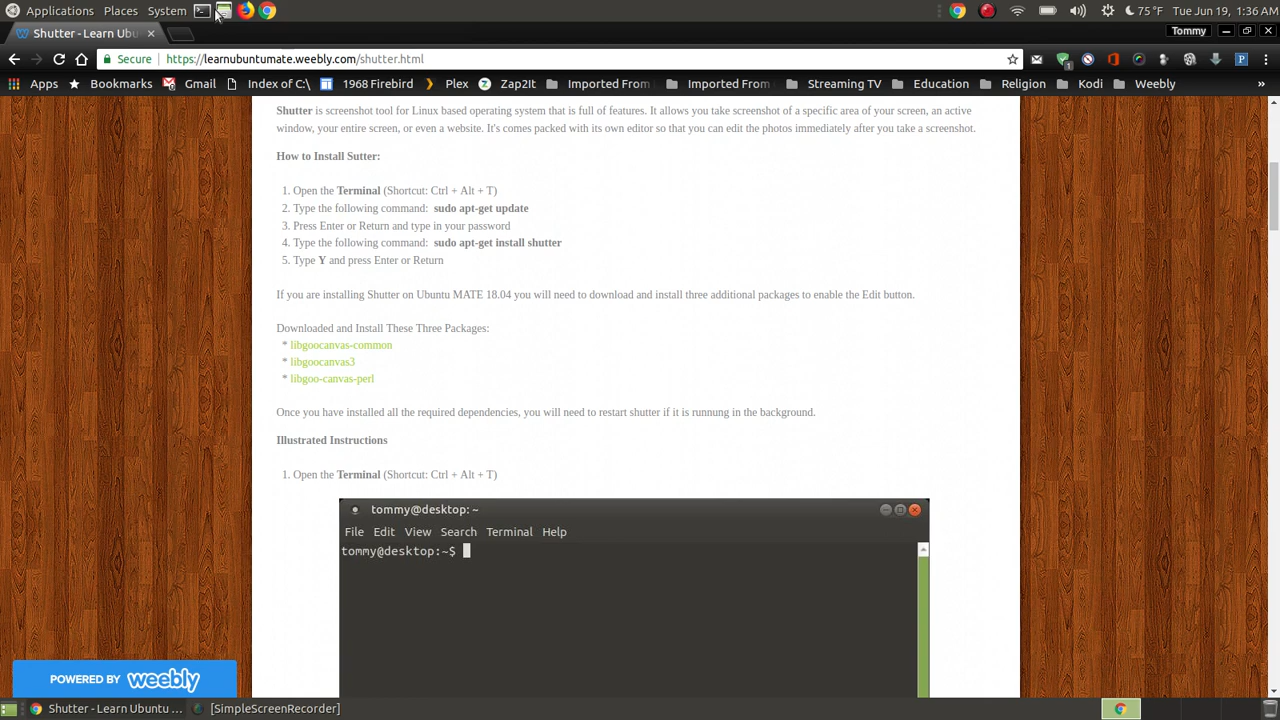 Applications Places System
75°F Tue Jun 19, 1:36 AM
Shutter - Learn Ubu
Tommy
Secure https://learnubuntumate.weebly.com/shutter.html
Apps Bookmarks Gmail Index of C:\ 1968 Firebird Plex Zap2It Imported From Imported From Streaming TV Education Religion Kodi Weebly »
Shutter is screenshot tool for Linux based operating system that is full of features. It allows you take screenshot of a specific area of your screen, an active
window, your entire screen, or even a website. It's comes packed with its own editor so that you can edit the photos immediately after you take a screenshot.
How to Install Sutter:
1. Open the Terminal (Shortcut: Ctrl + Alt + T)
2. Type the following command: sudo apt-get update
3. Press Enter or Return and type in your password
4. Type the following command: sudo apt-get install shutter
5. Type Y and press Enter or Return
If you are installing Shutter on Ubuntu MATE 18.04 you will need to download and install three additional packages to enable the Edit button.
Downloaded and Install These Three Packages:
* libgoocanvas-common
* libgoocanvas3
* libgoo-canvas-perl
Once you have installed all the required dependencies, you will need to restart shutter if it is runnung in the background.
Illustrated Instructions
1. Open the Terminal (Shortcut: Ctrl + Alt + T)
tommy@desktop: ~
File Edit View Search Terminal Help
tommy@desktop:~$
POWERED BY weebly
Shutter - Learn Ubuntu ... [SimpleScreenRecorder]